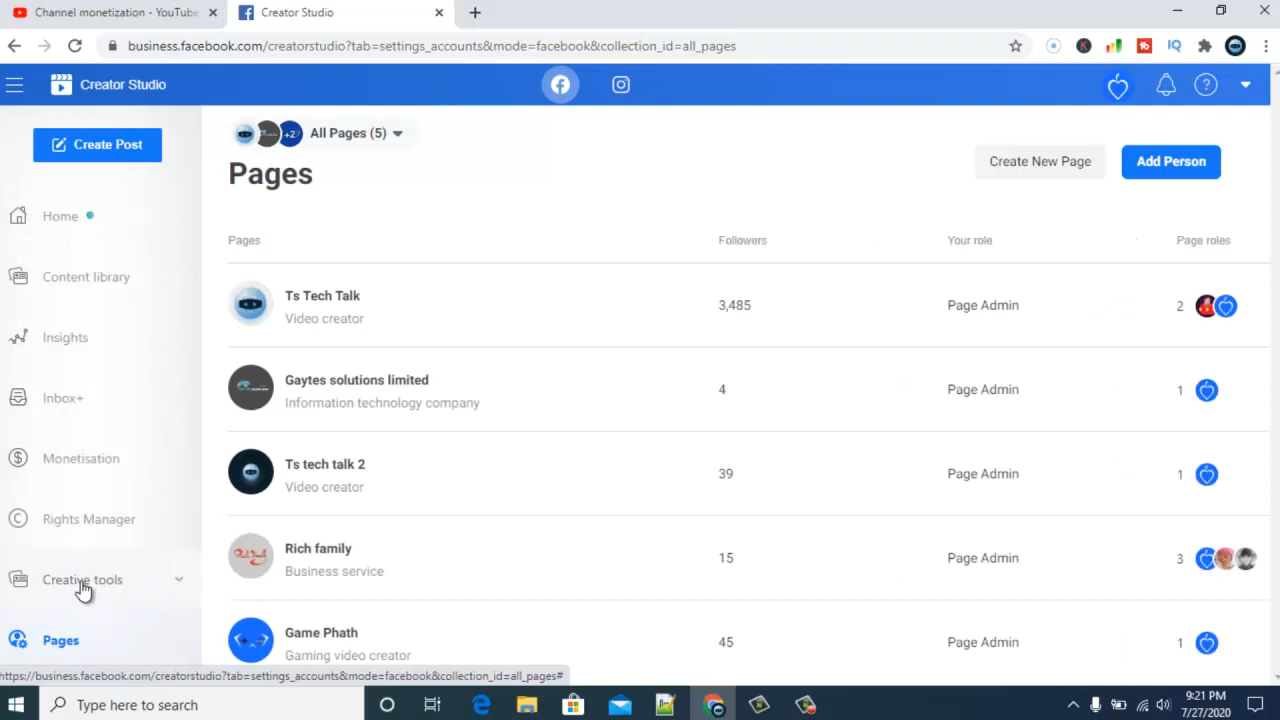 Channel monetization - YouTube
Creator Studio
business.facebook.com/creatorstudio?tab=settings_accounts&mode=facebook&collection_id=all_pages
Creator Studio
Create Post
+2
All Pages (5)
Pages
Create New Page
Add Person
Home
Content library
Insights
Inbox+
Monetisation
Rights Manager
Creative tools
Pages
Pages Followers Your role Page roles
Ts Tech Talk
Video creator
3,485 Page Admin 2
Gaytes solutions limited
Information technology company
4 Page Admin 1
Ts tech talk 2
Video creator
39 Page Admin 1
Rich family
Business service
15 Page Admin 3
Game Phath
Gaming video creator
45 Page Admin 1
https://business.facebook.com/creatorstudio?tab=settings_accounts&mode=facebook&collection_id=all_pages#
Type here to search
9:21 PM
7/27/2020